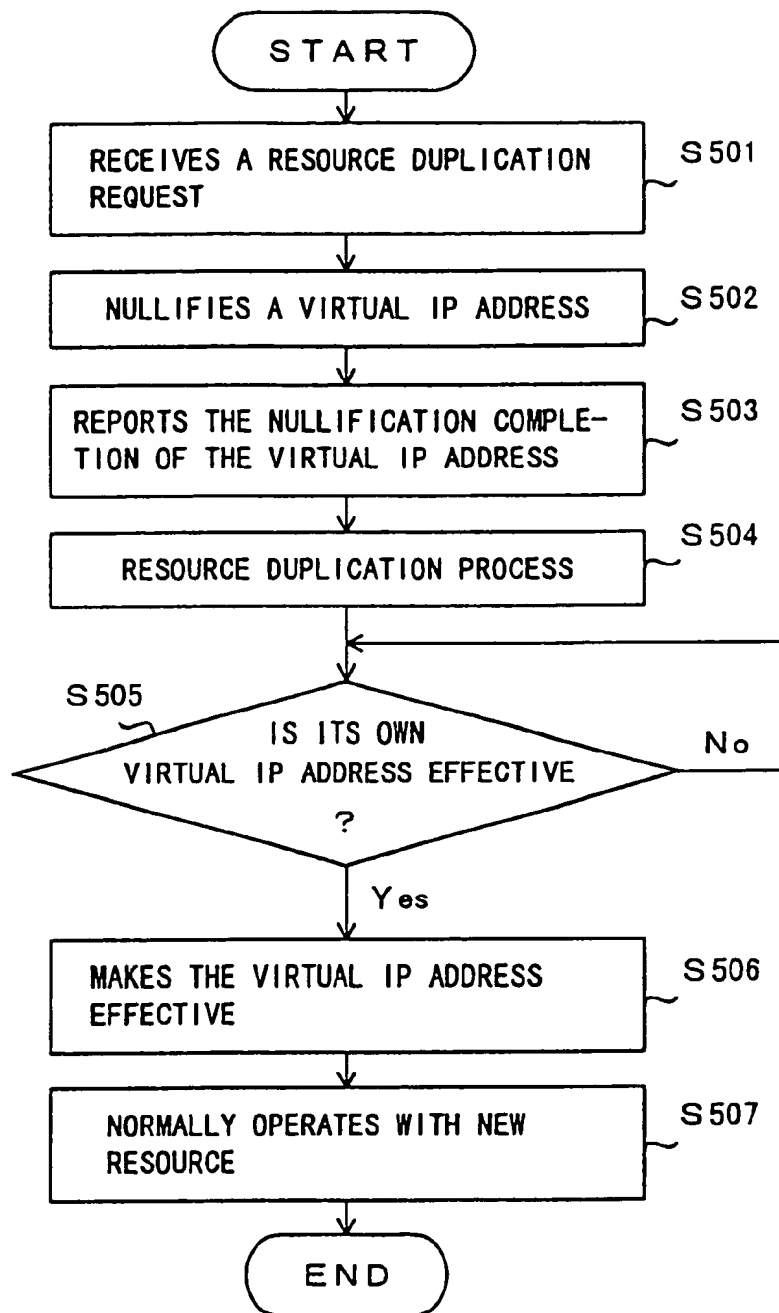 START
RECEIVES A RESOURCE DUPLICATION
REQUEST
S501
NULLIFIES A VIRTUAL IP ADDRESS
S502
REPORTS THE NULLIFICATION COMPLE-
TION OF THE VIRTUAL IP ADDRESS
S503
RESOURCE DUPLICATION PROCESS
S504
S505
IS ITS OWN
VIRTUAL IP ADDRESS EFFECTIVE
?
No
Yes
MAKES THE VIRTUAL IP ADDRESS
EFFECTIVE
S506
NORMALLY OPERATES WITH NEW
RESOURCE
S507
END